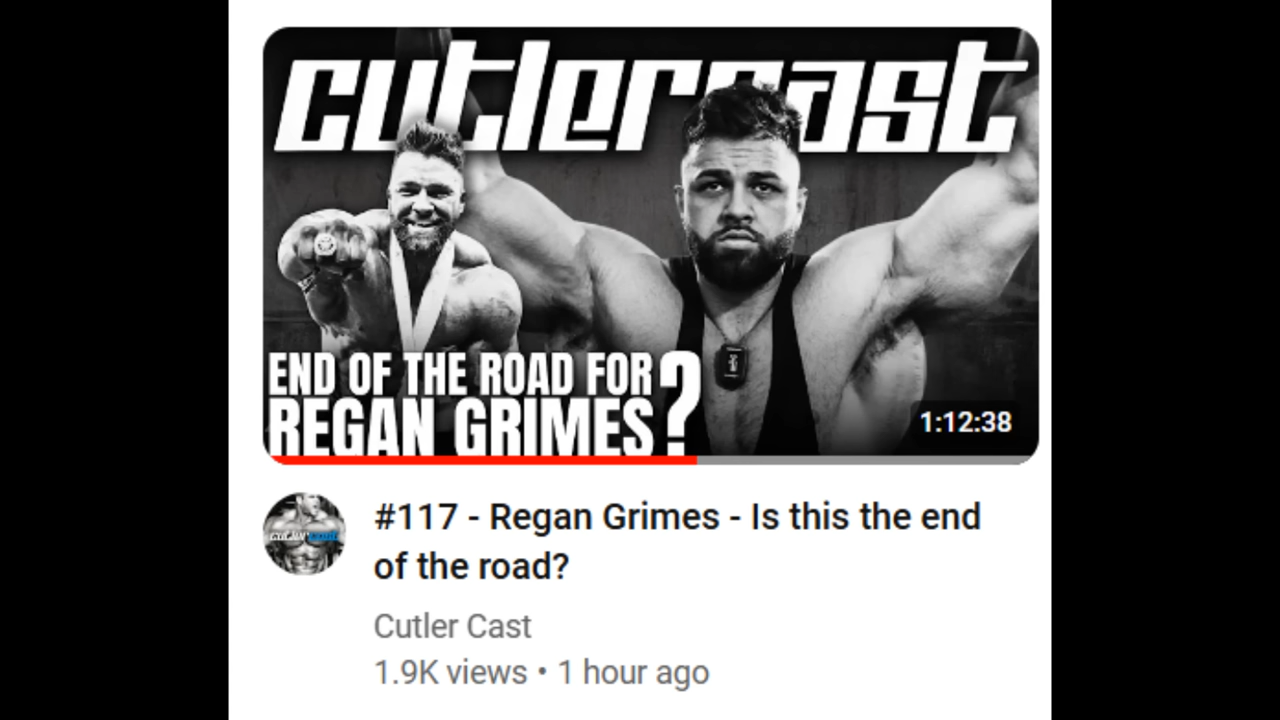 cutlercast
END OF THE ROAD FOR
REGAN GRIMES?
1:12:38
#117 - Regan Grimes - Is this the end
of the road?
Cutler Cast
1.9K views • 1 hour ago